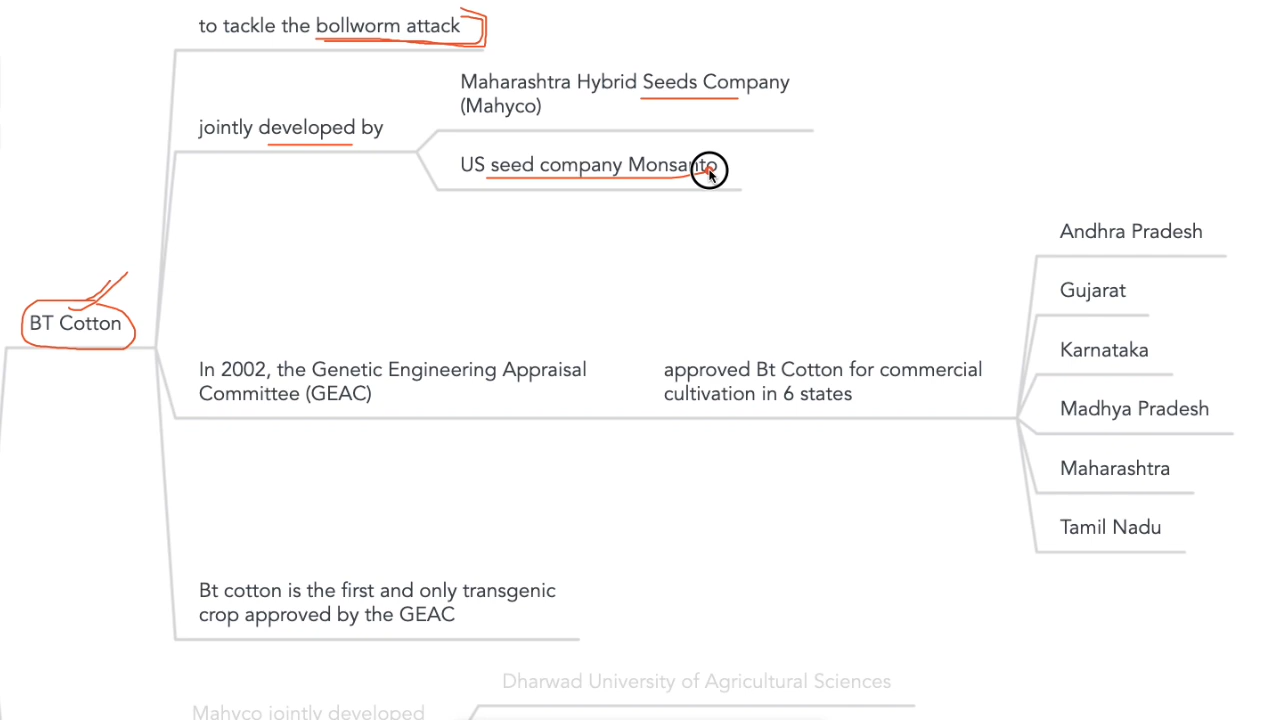 to tackle the bollworm attack
Maharashtra Hybrid Seeds Company
(Mahyco)
jointly developed by
US seed company Monsanto
Andhra Pradesh
Gujarat
BT Cotton
Karnataka
In 2002, the Genetic Engineering Appraisal
Committee (GEAC)
approved Bt Cotton for commercial
cultivation in 6 states
Madhya Pradesh
Maharashtra
Tamil Nadu
Bt cotton is the first and only transgenic
crop approved by the GEAC
Dharwad University of Agricultural Sciences
Mahyco jointly developed